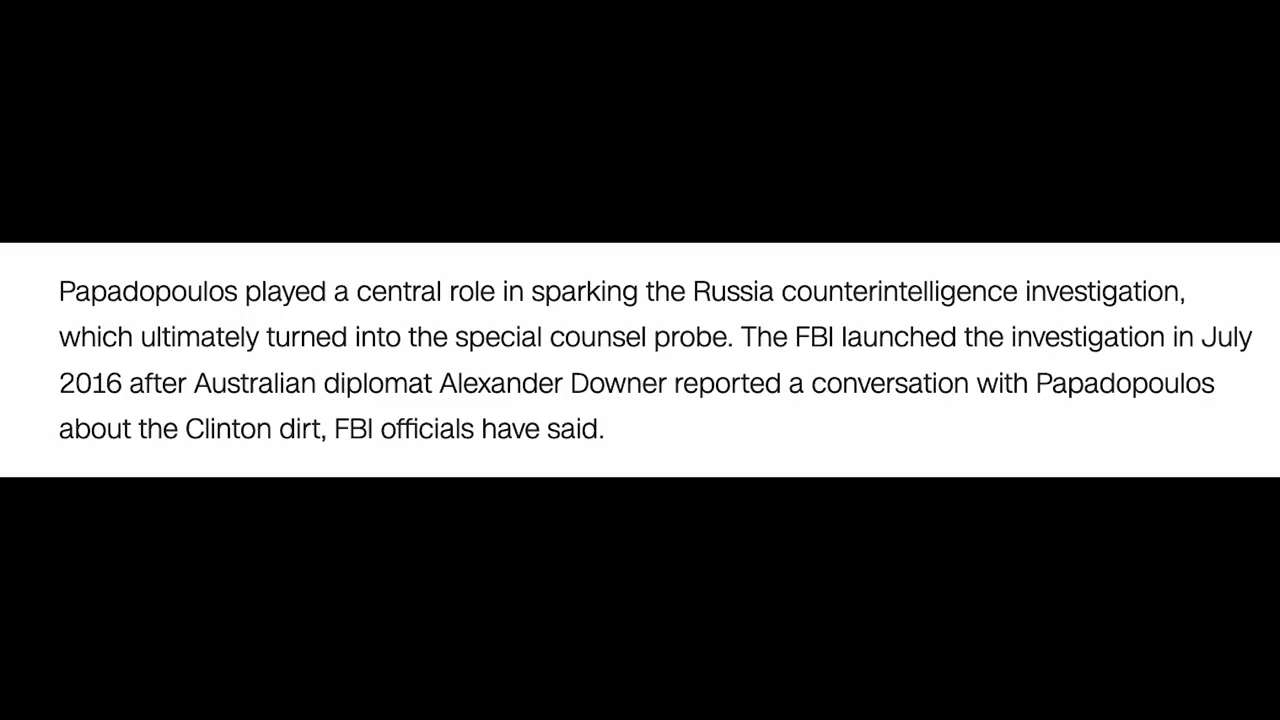 Papadopoulos played a central role in sparking the Russia counterintelligence investigation,
which ultimately turned into the special counsel probe. The FBI launched the investigation in July
2016 after Australian diplomat Alexander Downer reported a conversation with Papadopoulos
about the Clinton dirt, FBI officials have said.